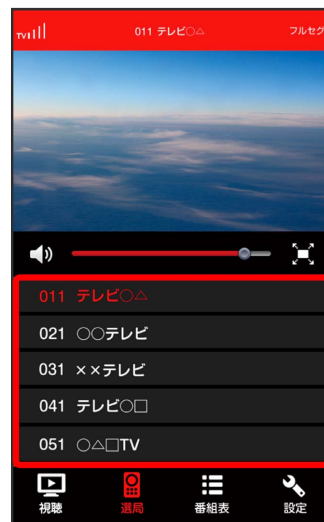 TV 011 テレビ○△ フルセグ
011 テレビ○△
021 ○○テレビ
031 ××テレビ
041 テレビ○□
051 ○△□TV
視聴 選局 番組表 設定